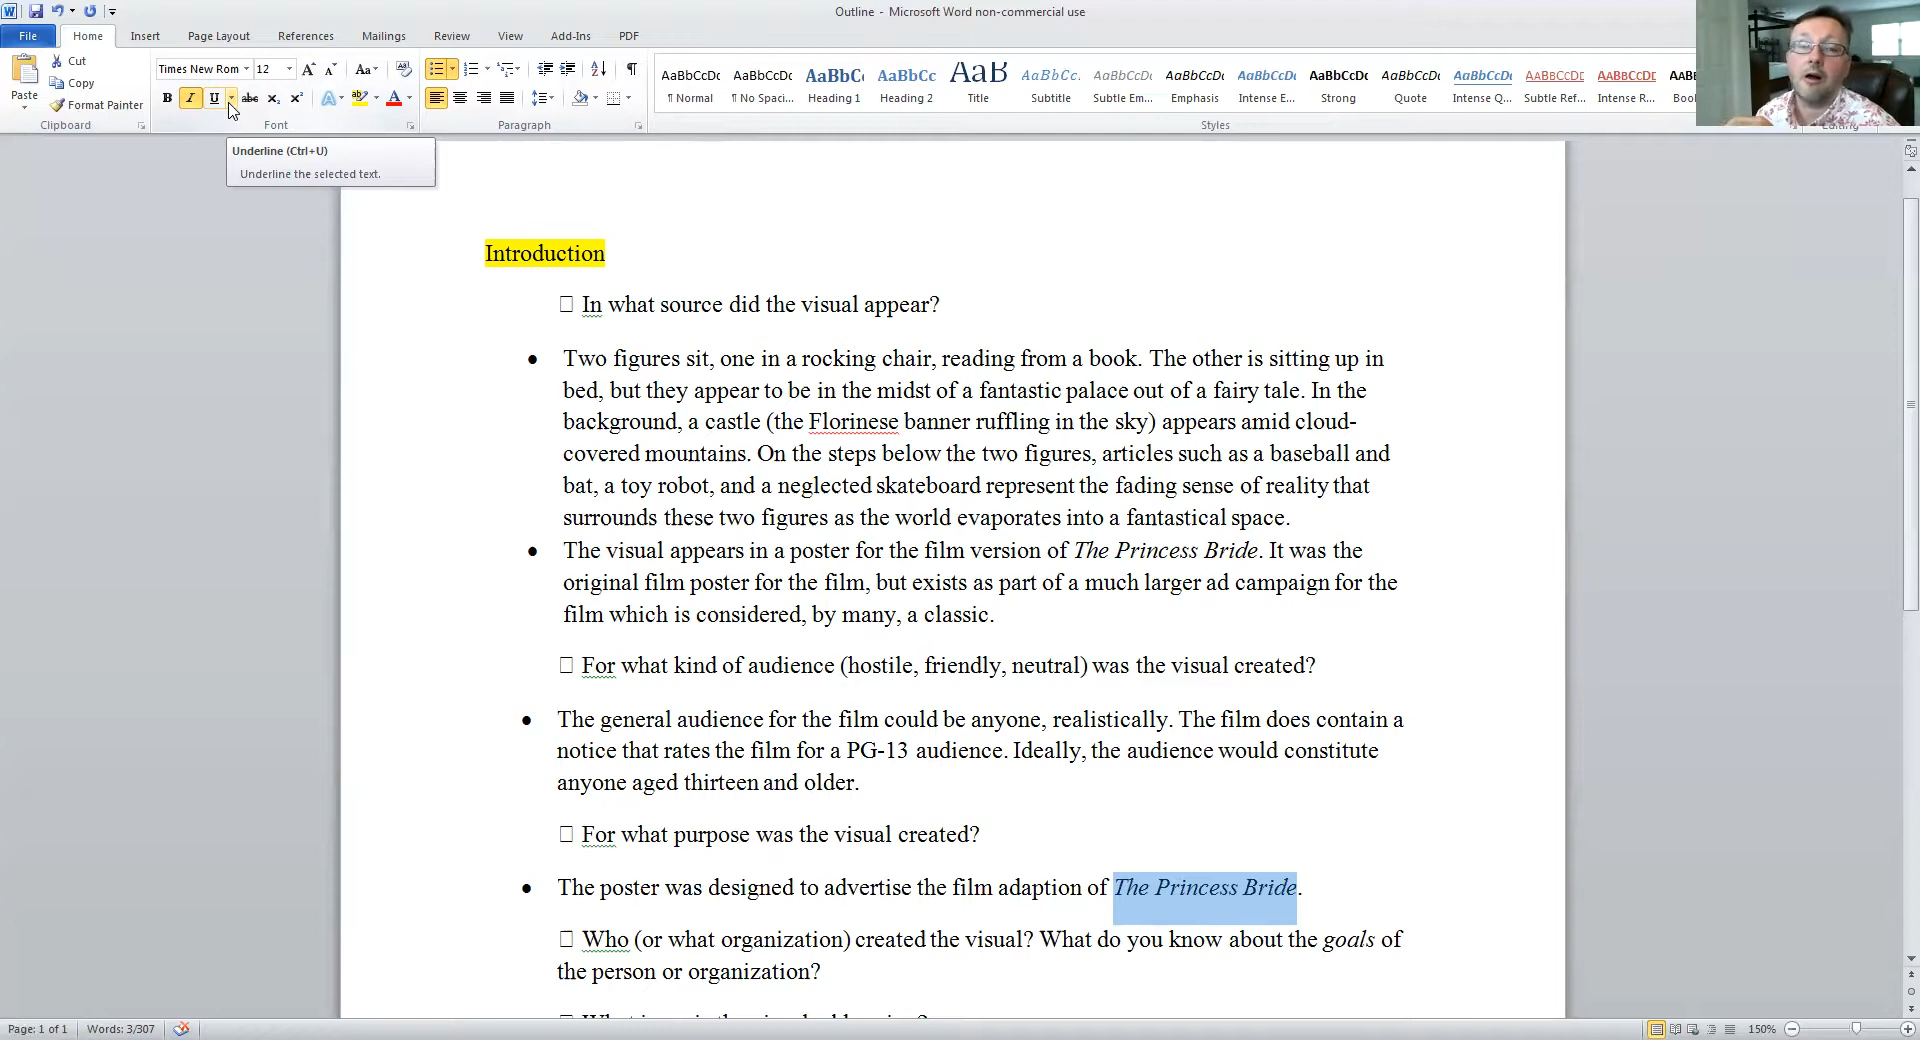 Outline - Microsoft Word non-commercial use
File Home Insert Page Layout References Mailings Review View Add-Ins PDF
Paste
Cut
Copy
Format Painter
Clipboard
Times New Rom 12
Font
Paragraph
AaBbCcDc AaBbCcDc AaBbC AaBbCc AaB AaBbCc. AaBbCcDc AaBbCcDc AaBbCcDc AaBbCcDc AaBbCcDc AaBbCcDc AABBCCDE AABBCCDE
¶ Normal ¶ No Spaci... Heading 1 Heading 2 Title Subtitle Subtle Em... Emphasis Intense E... Strong Quote Intense Q... Subtle Ref... Intense R...
Styles
Underline (Ctrl+U)
Underline the selected text.
Introduction
In what source did the visual appear?
• Two figures sit, one in a rocking chair, reading from a book. The other is sitting up in
bed, but they appear to be in the midst of a fantastic palace out of a fairy tale. In the
background, a castle (the Florinese banner ruffling in the sky) appears amid cloud-
covered mountains. On the steps below the two figures, articles such as a baseball and
bat, a toy robot, and a neglected skateboard represent the fading sense of reality that
surrounds these two figures as the world evaporates into a fantastical space.
• The visual appears in a poster for the film version of The Princess Bride. It was the
original film poster for the film, but exists as part of a much larger ad campaign for the
film which is considered, by many, a classic.
For what kind of audience (hostile, friendly, neutral) was the visual created?
• The general audience for the film could be anyone, realistically. The film does contain a
notice that rates the film for a PG-13 audience. Ideally, the audience would constitute
anyone aged thirteen and older.
For what purpose was the visual created?
• The poster was designed to advertise the film adaption of The Princess Bride.
Who (or what organization) created the visual? What do you know about the goals of
the person or organization?
Page: 1 of 1 Words: 3/307 150%